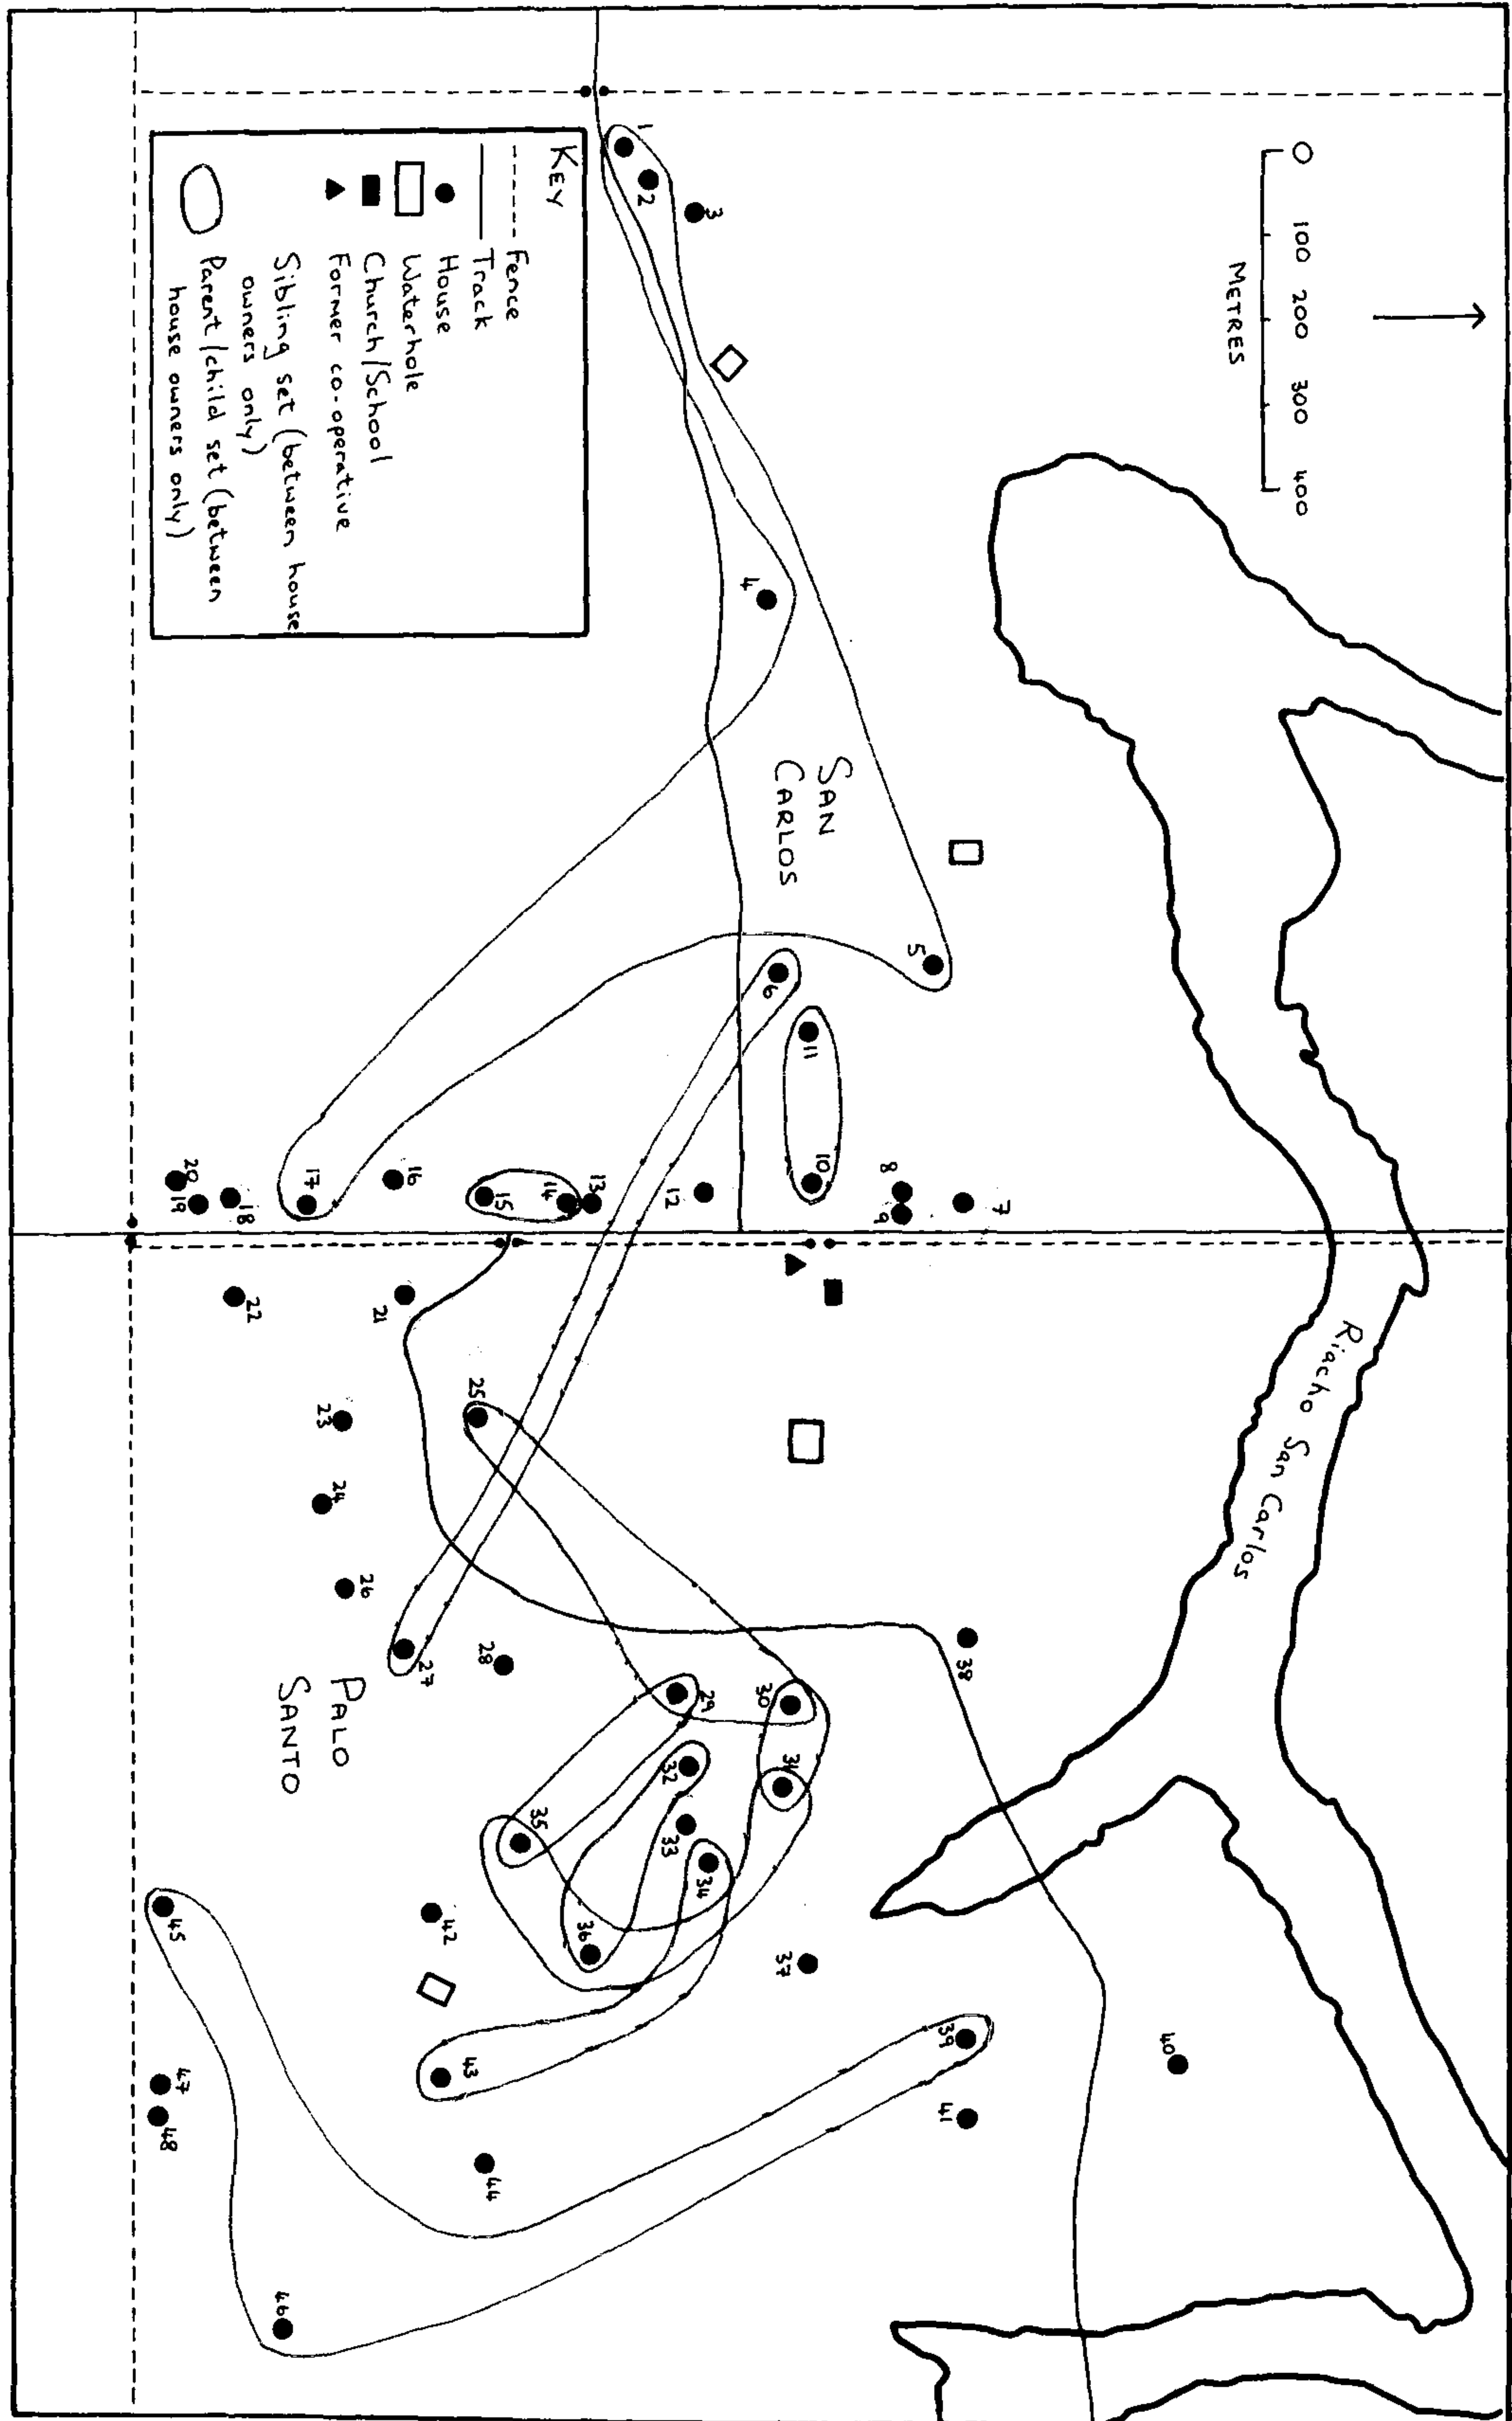 0 100 200 300 400
METRES
1
2
3
4
SAN
CARLOS
5
6
11
10
7
8
9
12
13
14
15
16
17
18
19
20
KEY
Fence
Track
House
Waterhole
Church/School
Former co-operative
Sibling set (between house
owners only)
Parent/child set (between
house owners only)
Riacho San Carlos
21
22
23
24
25
26
27
28
PALO
SANTO
29
30
31
32
33
34
35
36
37
38
39
40
41
42
43
44
45
46
47
48